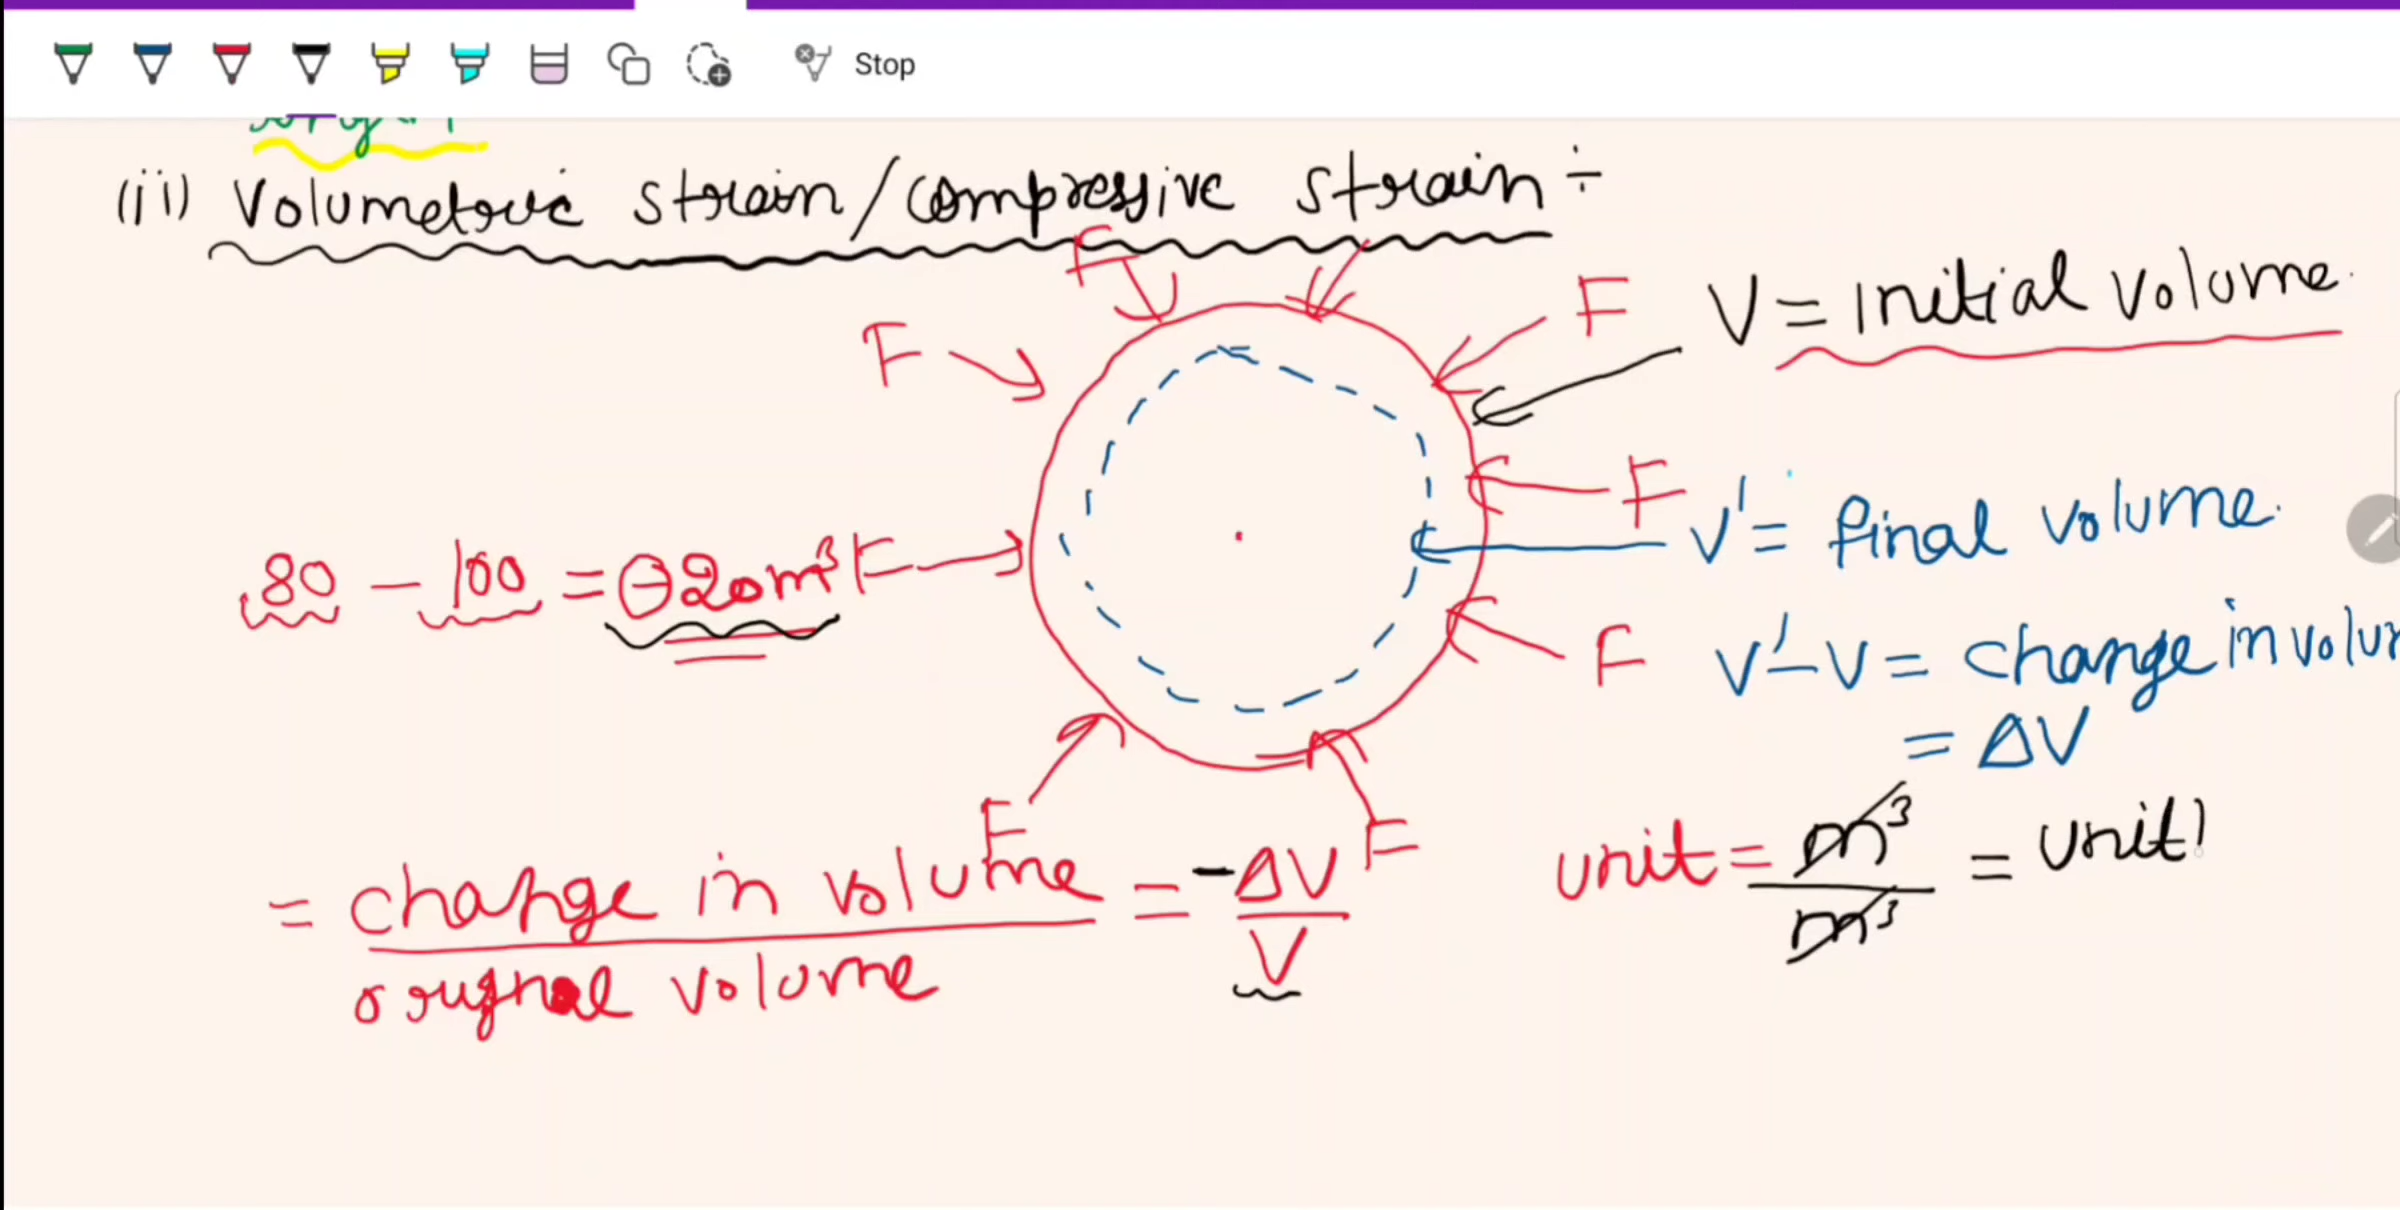 Stop
(ii) Volumetric strain/compressive strain ÷
F
F
F
V = initial volume.
F
V' = final volume.
80 - 100 = ⊖20m³
F
F
V' - V = change in volu
= ΔV
F
F
= change in volume / original volume = -ΔV / V
unit = m³ / m³ = unitl